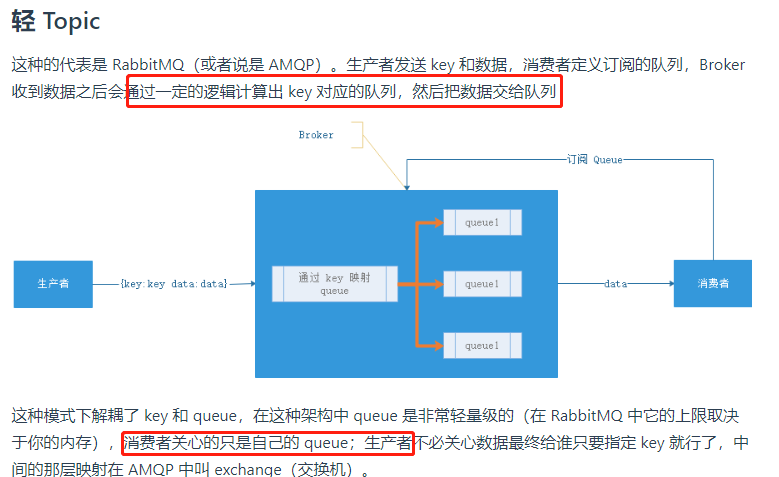 轻 Topic
这种的代表是 RabbitMQ（或者说是 AMQP）。生产者发送 key 和数据，消费者定义订阅的队列，Broker
收到数据之后会通过一定的逻辑计算出 key 对应的队列，然后把数据交给队列
Broker
订阅 Queue
queue1
通过 key 映射
queue
生产者
{key:key data:data}
queue1
data
消费者
queue1
这种模式下解耦了 key 和 queue，在这种架构中 queue 是非常轻量级的（在 RabbitMQ 中它的上限取决
于你的内存），消费者关心的只是自己的 queue；生产者不必关心数据最终给谁只要指定 key 就行了，中
间的那层映射在 AMQP 中叫 exchange（交换机）。